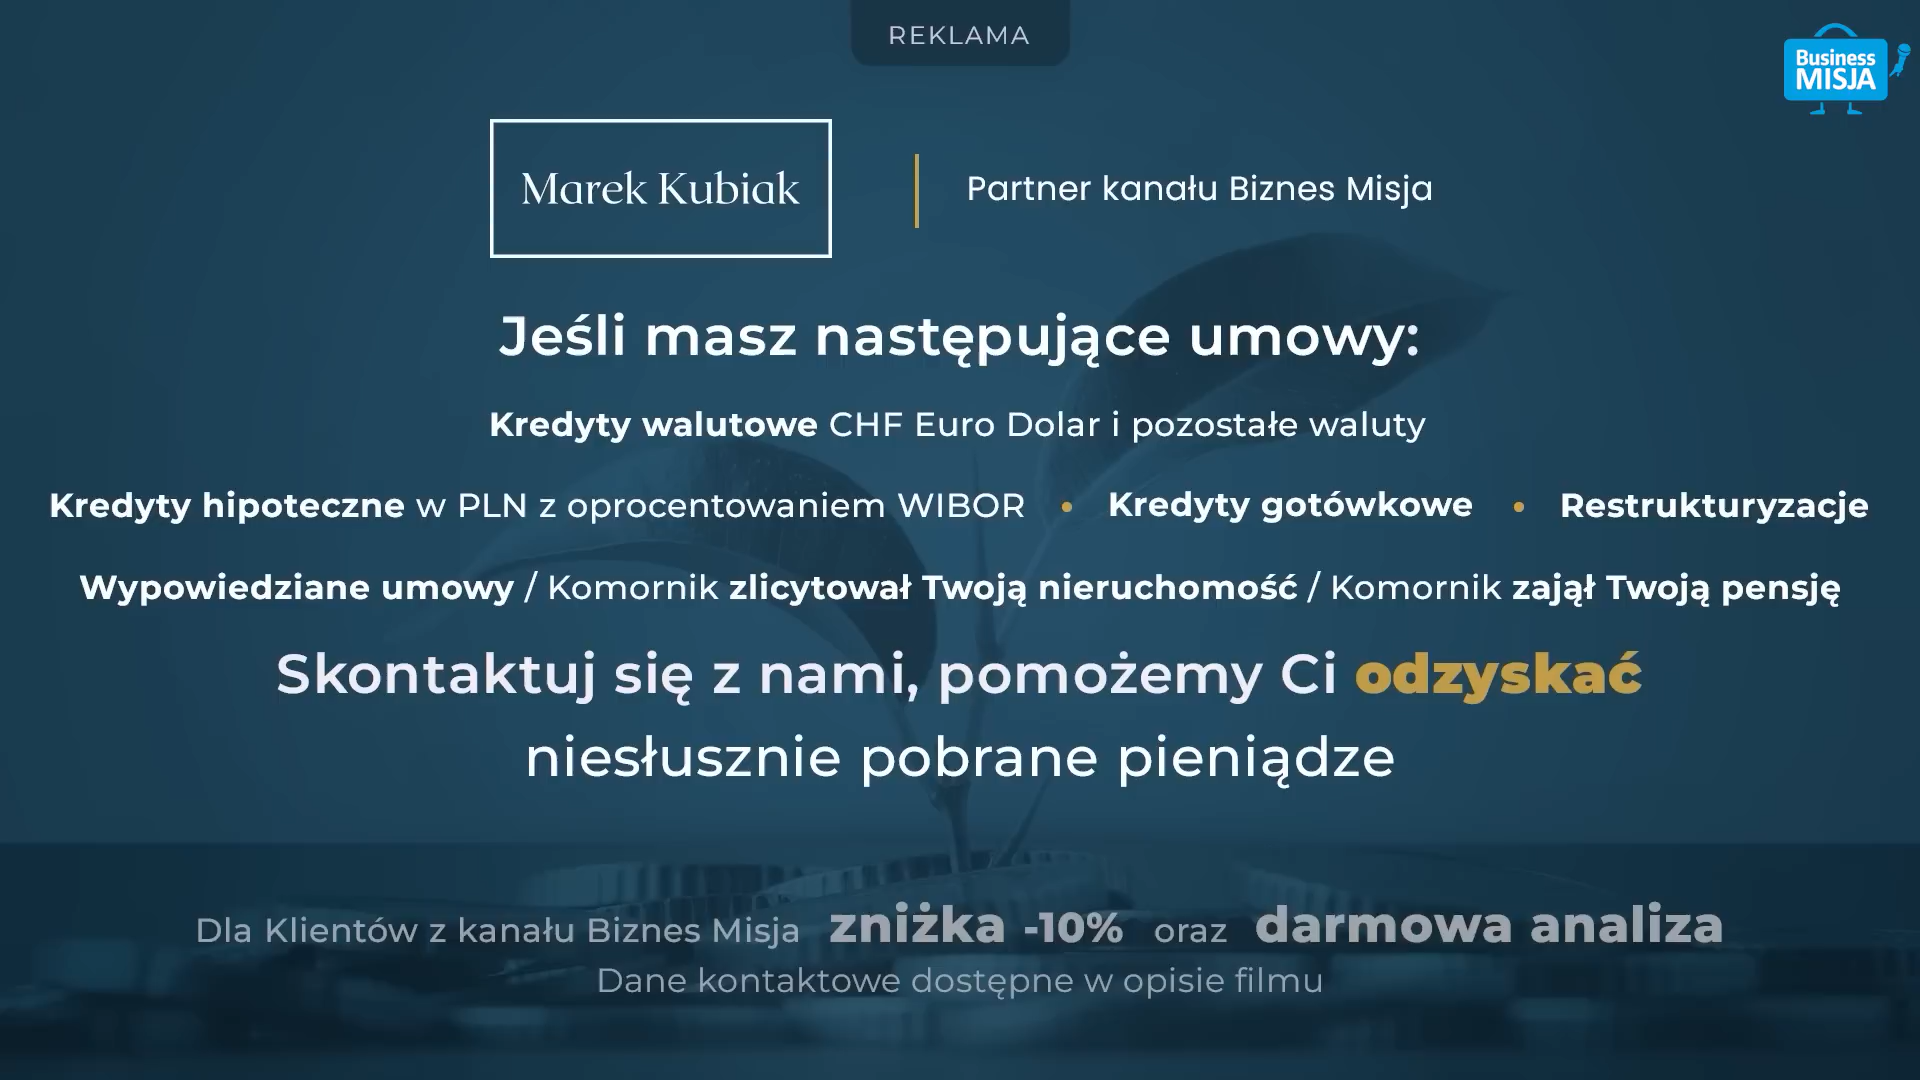 REKLAMA
Business
MISJA
Marek Kubiak
Partner kanału Biznes Misja
Jeśli masz następujące umowy:
Kredyty walutowe CHF Euro Dolar i pozostałe waluty
Kredyty hipoteczne w PLN z oprocentowaniem WIBOR • Kredyty gotówkowe • Restrukturyzacje
Wypowiedziane umowy / Komornik zlicytował Twoją nieruchomość / Komornik zajął Twoją pensję
Skontaktuj się z nami, pomożemy Ci odzyskać
niesłusznie pobrane pieniądze
Dla Klientów z kanału Biznes Misja zniżka -10% oraz darmowa analiza
Dane kontaktowe dostępne w opisie filmu